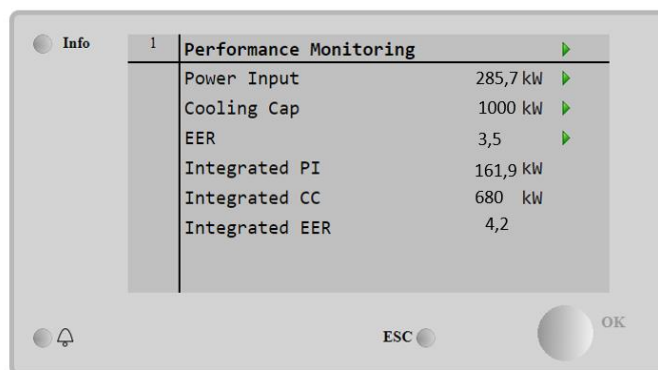 Info
1 Performance Monitoring
Power Input 285,7 kW
Cooling Cap 1000 kW
EER 3,5
Integrated PI 161,9 kW
Integrated CC 680 kW
Integrated EER 4,2
ESC
OK